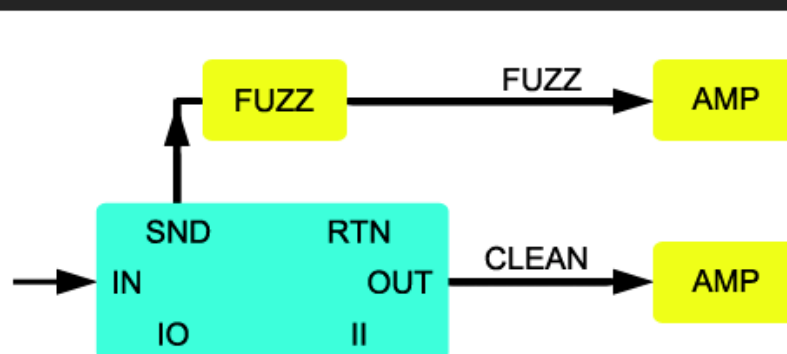 FUZZ
FUZZ
AMP
SND
RTN
CLEAN
IN
OUT
AMP
IO
II